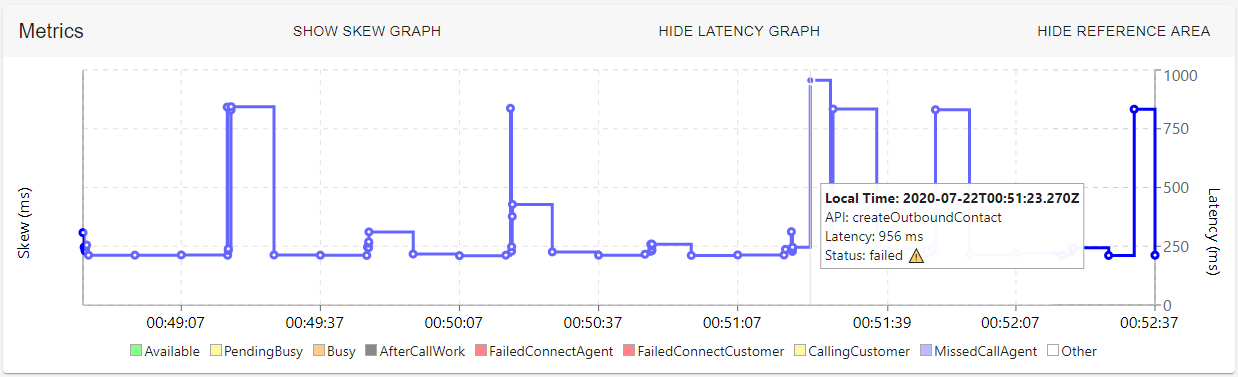 Metrics
SHOW SKEW GRAPH
HIDE LATENCY GRAPH
HIDE REFERENCE AREA
1000
750
500
250
0
Skew (ms)
Latency (ms)
Local Time: 2020-07-22T00:51:23.270Z
API: createOutboundContact
Latency: 956 ms
Status: failed
00:49:07 00:49:37 00:50:07 00:50:37 00:51:07 00:51:39 00:52:07 00:52:37
Available PendingBusy Busy AfterCallWork FailedConnectAgent FailedConnectCustomer CallingCustomer MissedCallAgent Other